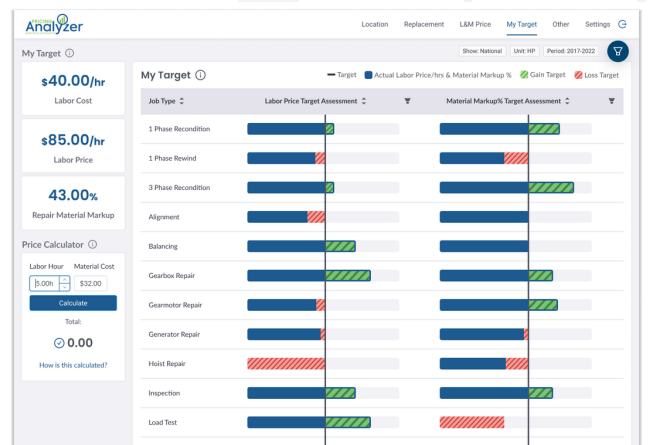 PRICING
Analyzer
Location Replacement L&M Price My Target Other Settings
My Target
Show: National Unit: HP Period: 2017-2022
$40.00/hr
Labor Cost
$85.00/hr
Labor Price
43.00%
Repair Material Markup
Price Calculator
Labor Hour Material Cost
5.00h $32.00
Calculate
Total:
0.00
How is this calculated?
My Target
Target Actual Labor Price/hrs & Material Markup % Gain Target Loss Target
Job Type Labor Price Target Assessment Material Markup% Target Assessment
1 Phase Recondition
1 Phase Rewind
3 Phase Recondition
Alignment
Balancing
Gearbox Repair
Gearmotor Repair
Generator Repair
Hoist Repair
Inspection
Load Test